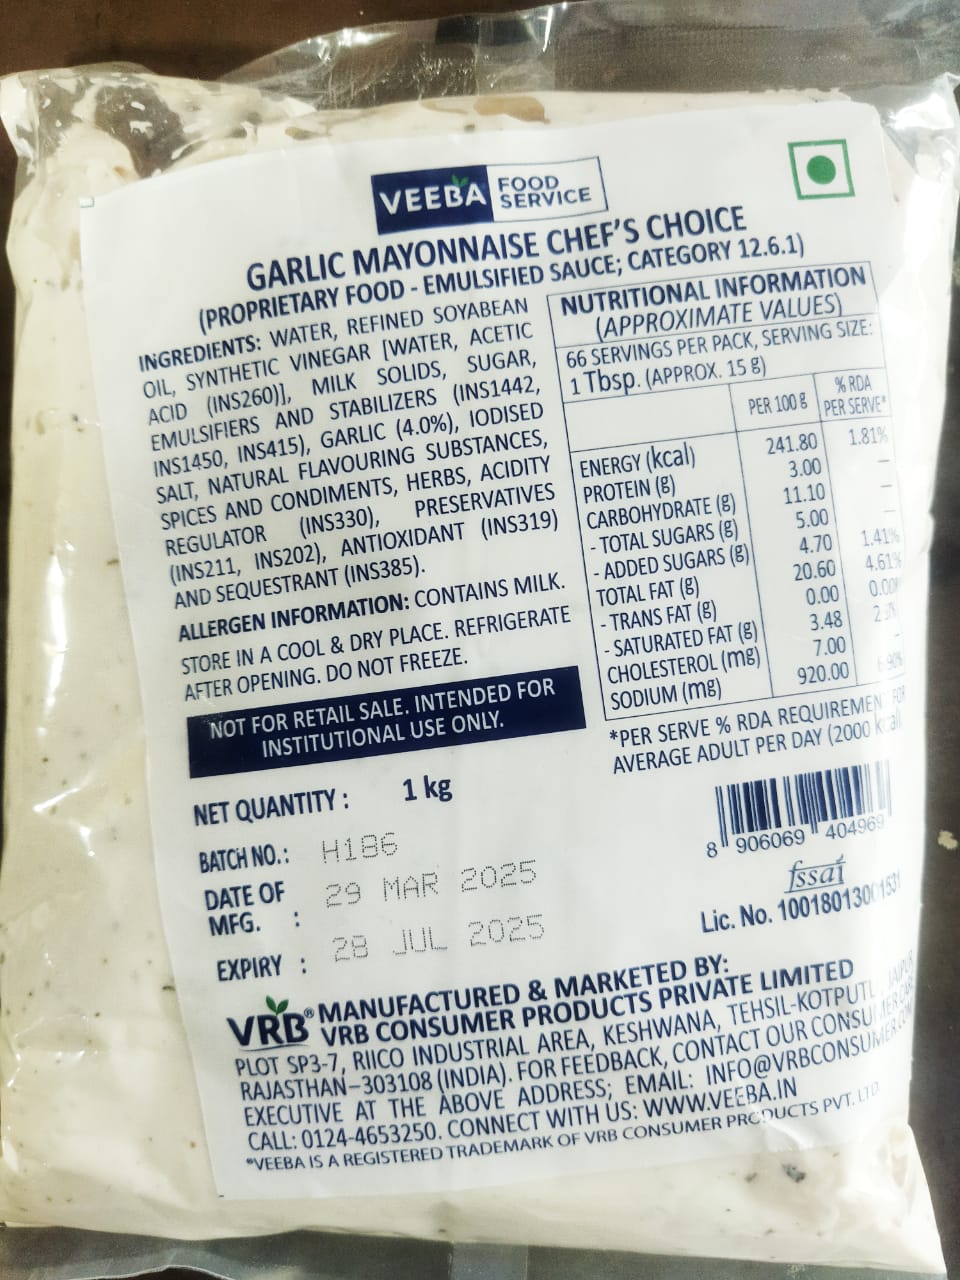 VEEBA FOOD SERVICE
GARLIC MAYONNAISE CHEF'S CHOICE
(PROPRIETARY FOOD - EMULSIFIED SAUCE; CATEGORY 12.6.1)
INGREDIENTS: WATER, REFINED SOYABEAN
OIL, SYNTHETIC VINEGAR [WATER, ACETIC
ACID (INS260)], MILK SOLIDS, SUGAR,
EMULSIFIERS AND STABILIZERS (INS1442,
INS1450, INS415), GARLIC (4.0%), IODISED
SALT, NATURAL FLAVOURING SUBSTANCES,
SPICES AND CONDIMENTS, HERBS, ACIDITY
REGULATOR (INS330), PRESERVATIVES
(INS211, INS202), ANTIOXIDANT (INS319)
AND SEQUESTRANT (INS385).
ALLERGEN INFORMATION: CONTAINS MILK.
STORE IN A COOL & DRY PLACE. REFRIGERATE
AFTER OPENING. DO NOT FREEZE.
NOT FOR RETAIL SALE. INTENDED FOR
INSTITUTIONAL USE ONLY.
NUTRITIONAL INFORMATION
(APPROXIMATE VALUES)
66 SERVINGS PER PACK, SERVING SIZE:
1 Tbsp. (APPROX. 15 g)
PER 100 g % RDA PER SERVE*
ENERGY (kcal) 241.80 1.81%
PROTEIN (g) 3.00 —
CARBOHYDRATE (g) 11.10 —
- TOTAL SUGARS (g) 5.00 —
- ADDED SUGARS (g) 4.70 1.41%
TOTAL FAT (g) 20.60 4.61%
- TRANS FAT (g) 0.00
- SATURATED FAT (g) 3.48
CHOLESTEROL (mg) 7.00 —
SODIUM (mg) 920.00
*PER SERVE % RDA REQUIREMENT FOR
AVERAGE ADULT PER DAY (2000 kcal)
NET QUANTITY : 1 kg
BATCH NO.: H186
DATE OF MFG. : 29 MAR 2025
EXPIRY : 28 JUL 2025
8 906069 404969
fssai
Lic. No.
VRB® MANUFACTURED & MARKETED BY:
VRB CONSUMER PRODUCTS PRIVATE LIMITED
PLOT SP3-7, RIICO INDUSTRIAL AREA, KESHWANA, TEHSIL-KOTPUTLI, JAIPUR,
RAJASTHAN–303108 (INDIA). FOR FEEDBACK, CONTACT OUR CONSUMER CARE
EXECUTIVE AT THE ABOVE ADDRESS; EMAIL: INFO@VRBCONSUMER.COM
CALL: 0124-4653250. CONNECT WITH US: WWW.VEEBA.IN
*VEEBA IS A REGISTERED TRADEMARK OF VRB CONSUMER PRODUCTS PVT. LTD.